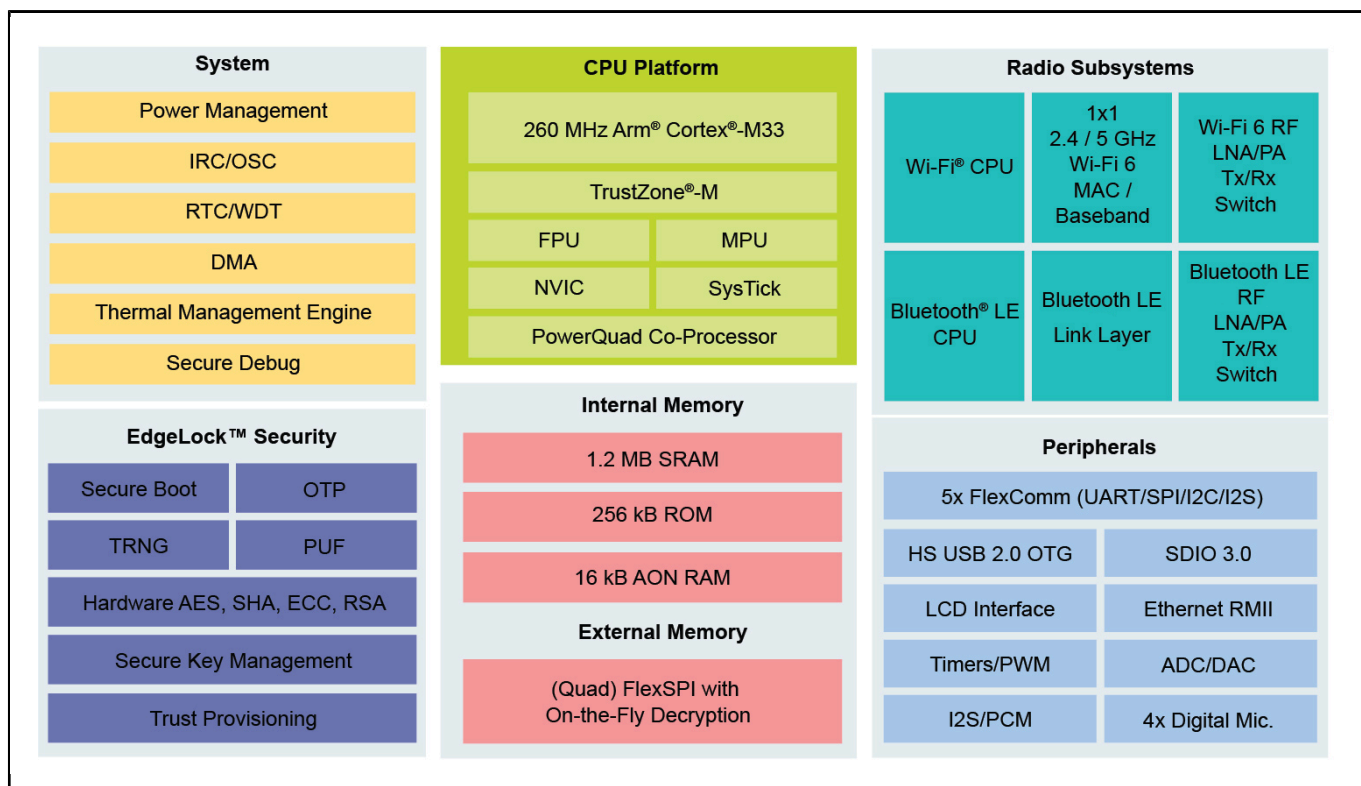 System
Power Management
IRC/OSC
RTC/WDT
DMA
Thermal Management Engine
Secure Debug
EdgeLock™ Security
Secure Boot
OTP
TRNG
PUF
Hardware AES, SHA, ECC, RSA
Secure Key Management
Trust Provisioning
CPU Platform
260 MHz Arm® Cortex®-M33
TrustZone®-M
FPU
MPU
NVIC
SysTick
PowerQuad Co-Processor
Internal Memory
1.2 MB SRAM
256 kB ROM
16 kB AON RAM
External Memory
(Quad) FlexSPI with
On-the-Fly Decryption
Radio Subsystems
Wi-Fi® CPU
1x1
2.4 / 5 GHz
Wi-Fi 6
MAC /
Baseband
Wi-Fi 6 RF
LNA/PA
Tx/Rx
Switch
Bluetooth® LE
CPU
Bluetooth LE
Link Layer
Bluetooth LE
RF
LNA/PA
Tx/Rx
Switch
Peripherals
5x FlexComm (UART/SPI/I2C/I2S)
HS USB 2.0 OTG
SDIO 3.0
LCD Interface
Ethernet RMII
Timers/PWM
ADC/DAC
I2S/PCM
4x Digital Mic.